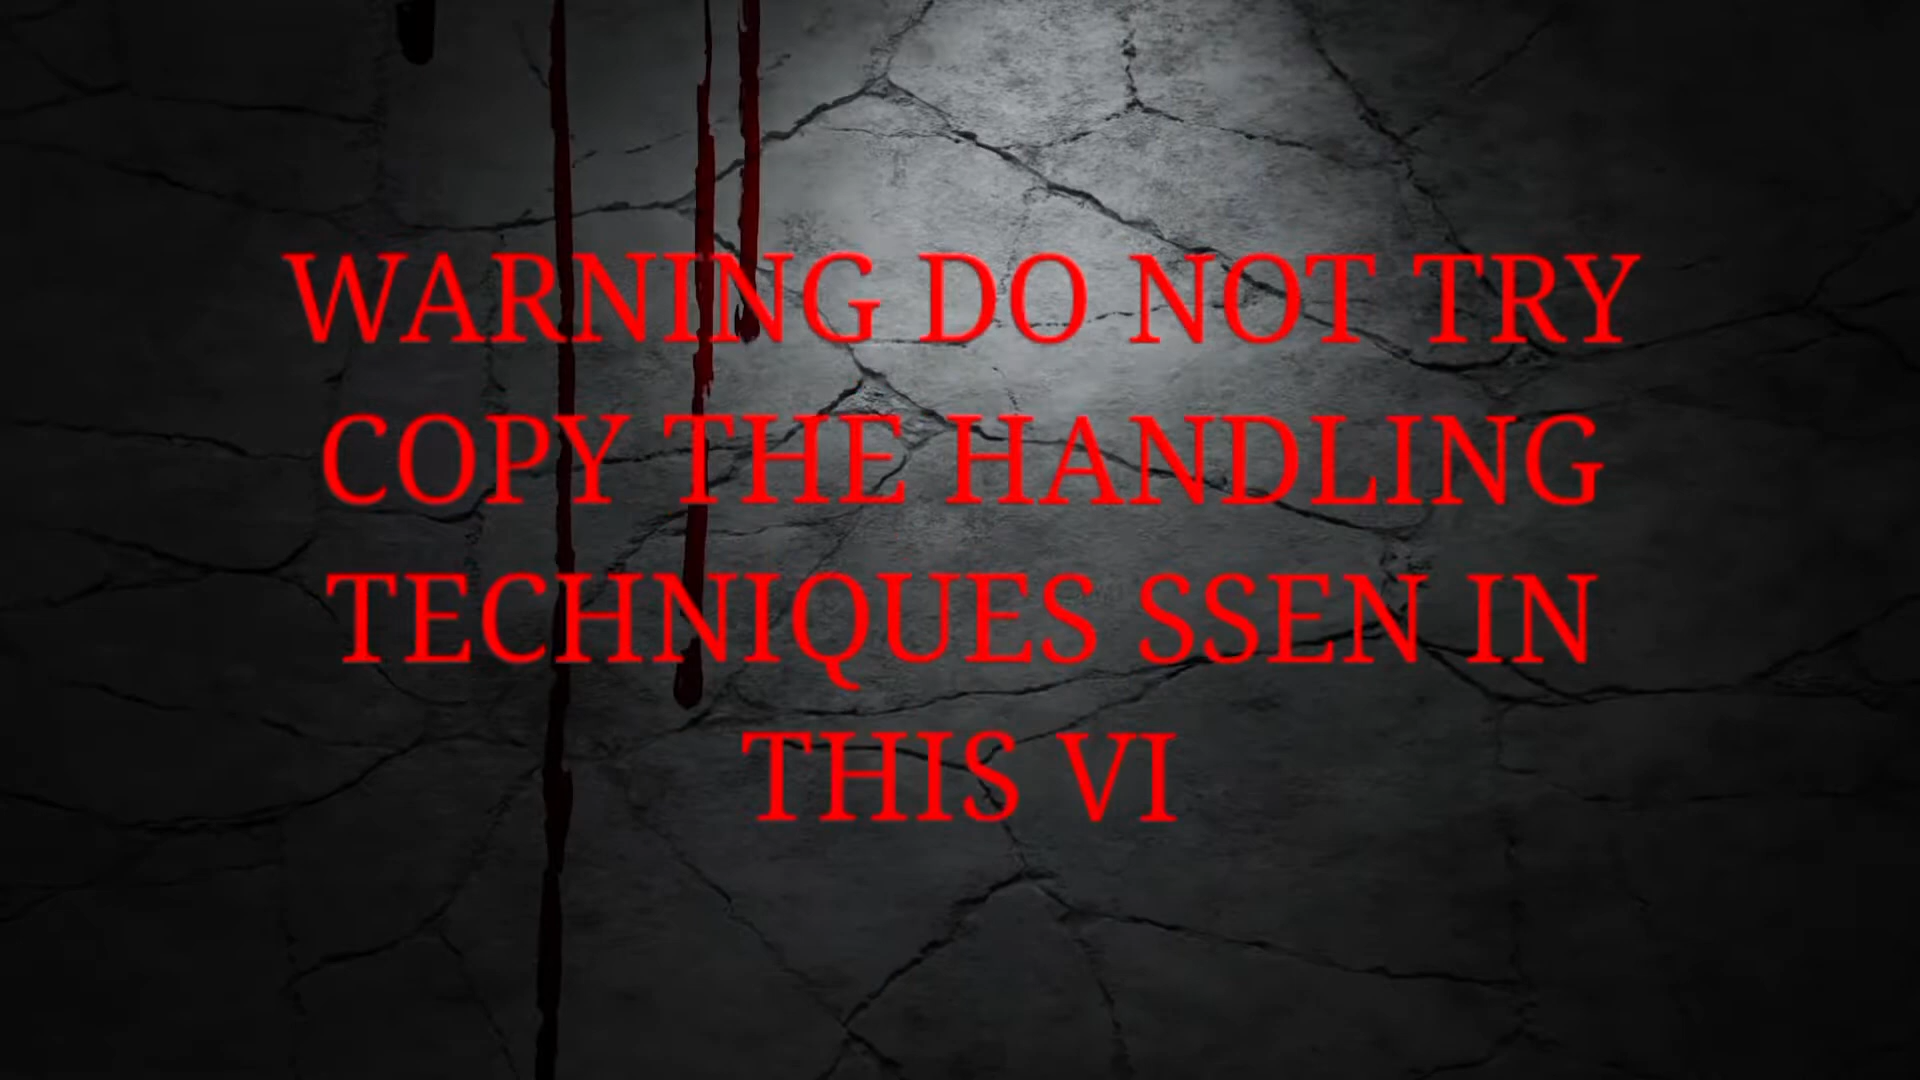 WARNING DO NOT TRY
COPY THE HANDLING
TECHNIQUES SSEN IN
THIS VI